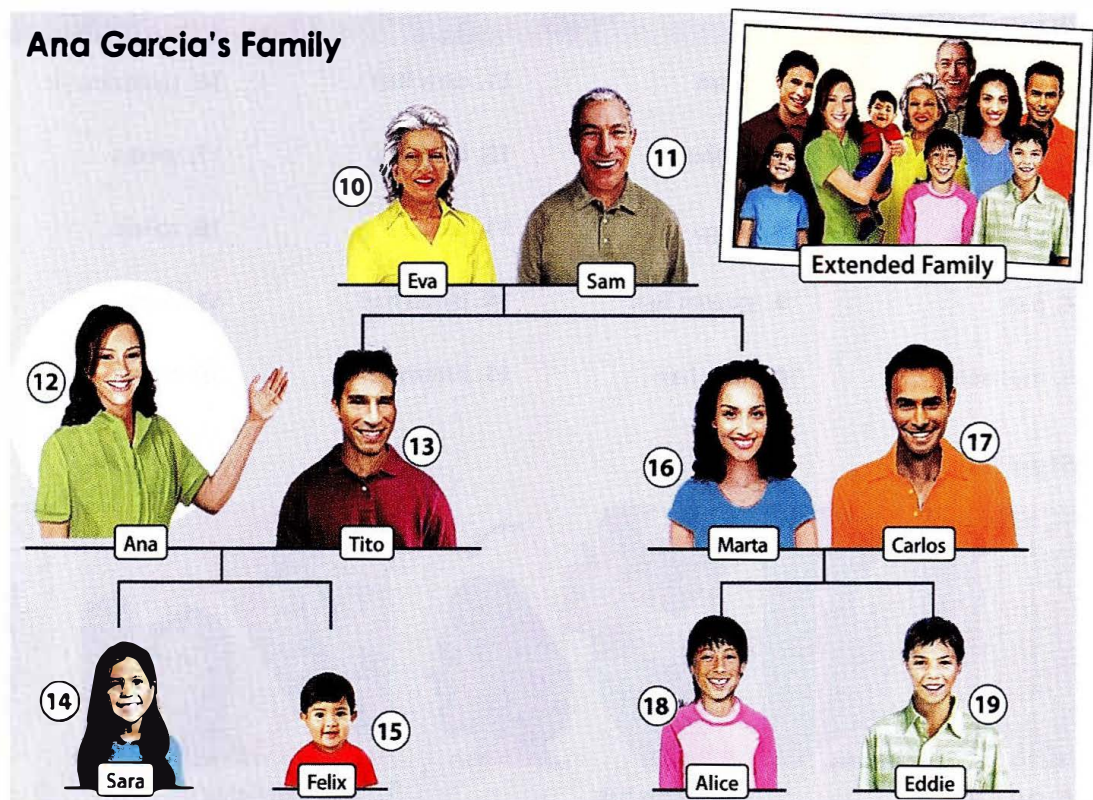 Ana Garcia's Family
Extended Family
10
11
Eva
Sam
12
13
16
17
Ana
Tito
Marta
Carlos
14
15
18
19
Sara
Felix
Alice
Eddie